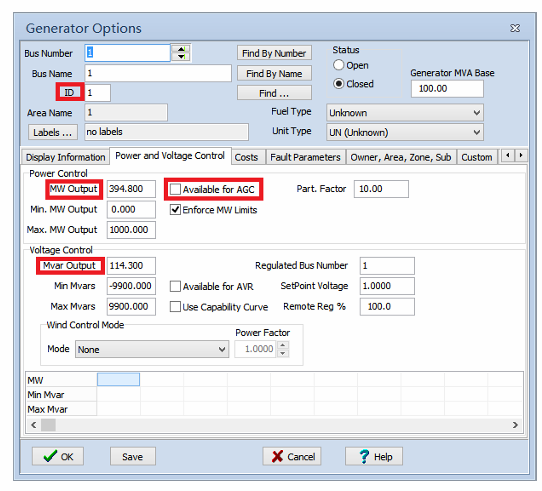 Generator Options
Bus Number 1 Find By Number Status
Open
Bus Name 1 Find By Name Closed Generator MVA Base
ID 1 Find ... 100.00
Area Name 1 Fuel Type Unknown
Labels ... no labels Unit Type UN (Unknown)
Display Information Power and Voltage Control Costs Fault Parameters Owner, Area, Zone, Sub Custom
Power Control
MW Output 394.800 Available for AGC Part. Factor 10.00
Min. MW Output 0.000 Enforce MW Limits
Max. MW Output 1000.000
Voltage Control
Mvar Output 114.300 Regulated Bus Number 1
Min Mvars -9900.000 Available for AVR SetPoint Voltage 1.0000
Max Mvars 9900.000 Use Capability Curve Remote Reg % 100.0
Wind Control Mode
Power Factor
Mode None 1.0000
MW
Min Mvar
Max Mvar
OK Save Cancel ? Help